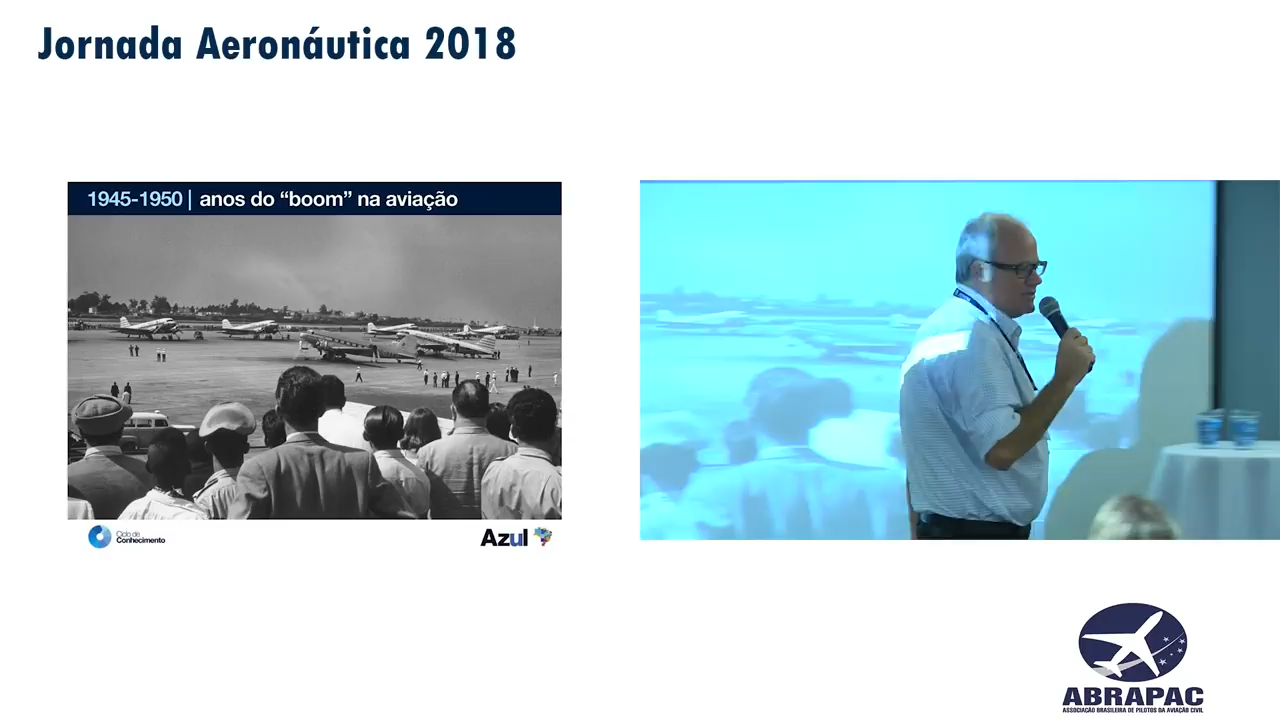 Jornada Aeronáutica 2018
1945-1950 | anos do “boom” na aviação
Ciclo de
Conhecimento
Azul
ABRAPAC
ASSOCIAÇÃO BRASILEIRA DE PILOTOS DA AVIAÇÃO CIVIL